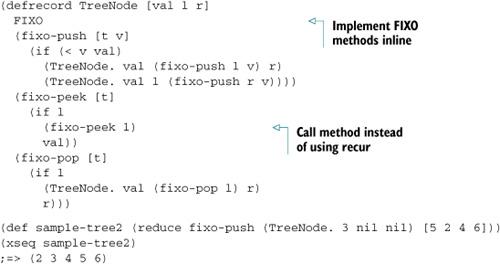 (defrecord TreeNode [val l r]
FIXO
(fixo-push [t v]
(if (< v val)
(TreeNode. val (fixo-push l v) r)
(TreeNode. val l (fixo-push r v))))
(fixo-peek [t]
(if l
(fixo-peek l)
val))
(fixo-pop [t]
(if l
(TreeNode. val (fixo-pop l) r)
r)))
Implement FIXO
methods inline
Call method instead
of using recur
(def sample-tree2 (reduce fixo-push (TreeNode. 3 nil nil) [5 2 4 6]))
(xseq sample-tree2)
;=> (2 3 4 5 6)